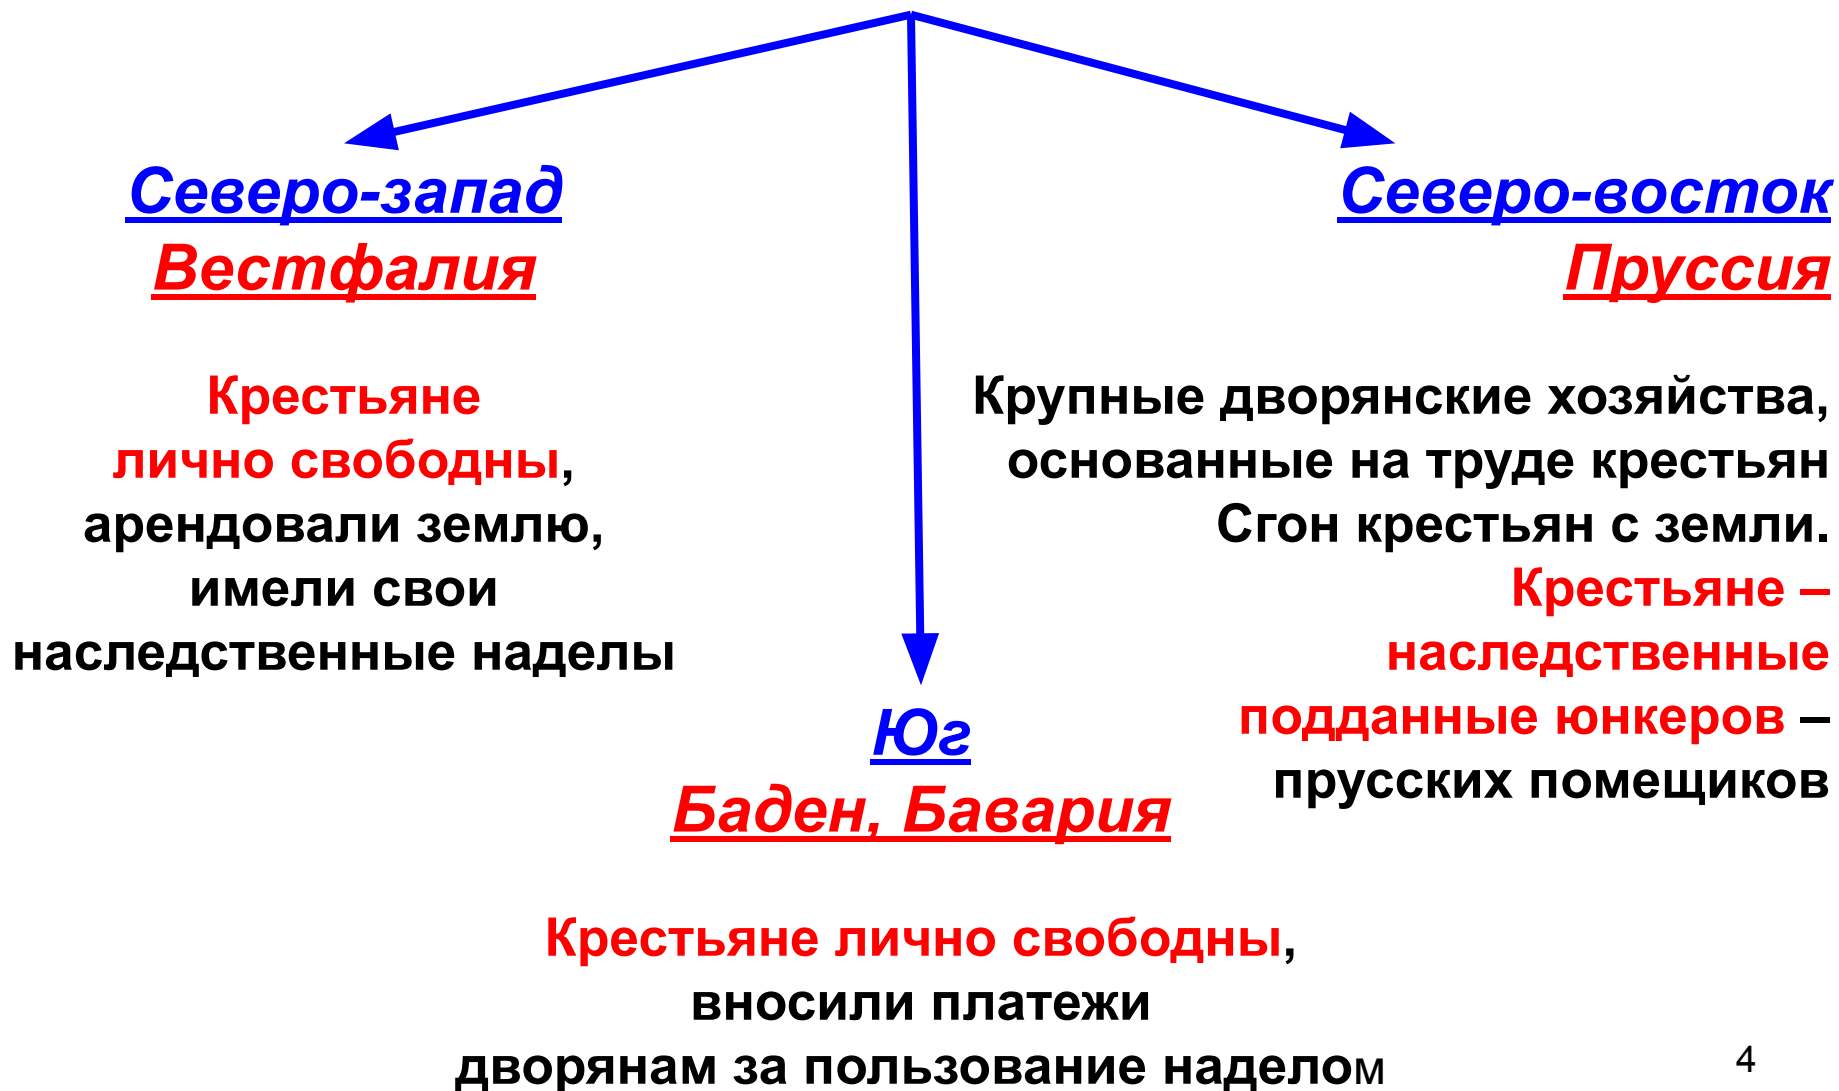 Северо-запад
Вестфалия
Крестьяне
лично свободны,
арендовали землю,
имели свои
наследственные наделы
Северо-восток
Пруссия
Крупные дворянские хозяйства,
основанные на труде крестьян
Сгон крестьян с земли.
Крестьяне –
наследственные
подданные юнкеров –
прусских помещиков
Юг
Баден, Бавария
Крестьяне лично свободны,
вносили платежи
дворянам за пользование наделом
4